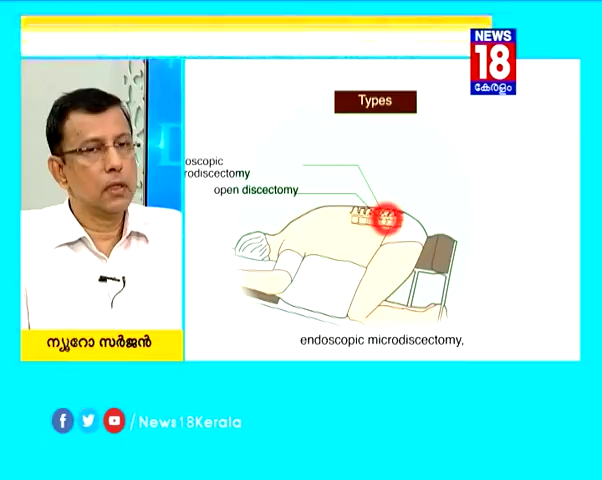 NEWS
18
കേരളം
Types
oscopic
rodiscectomy
open discectomy
endoscopic microdiscectomy,
ന്യൂറോ സർജൻ
/News18Kerala